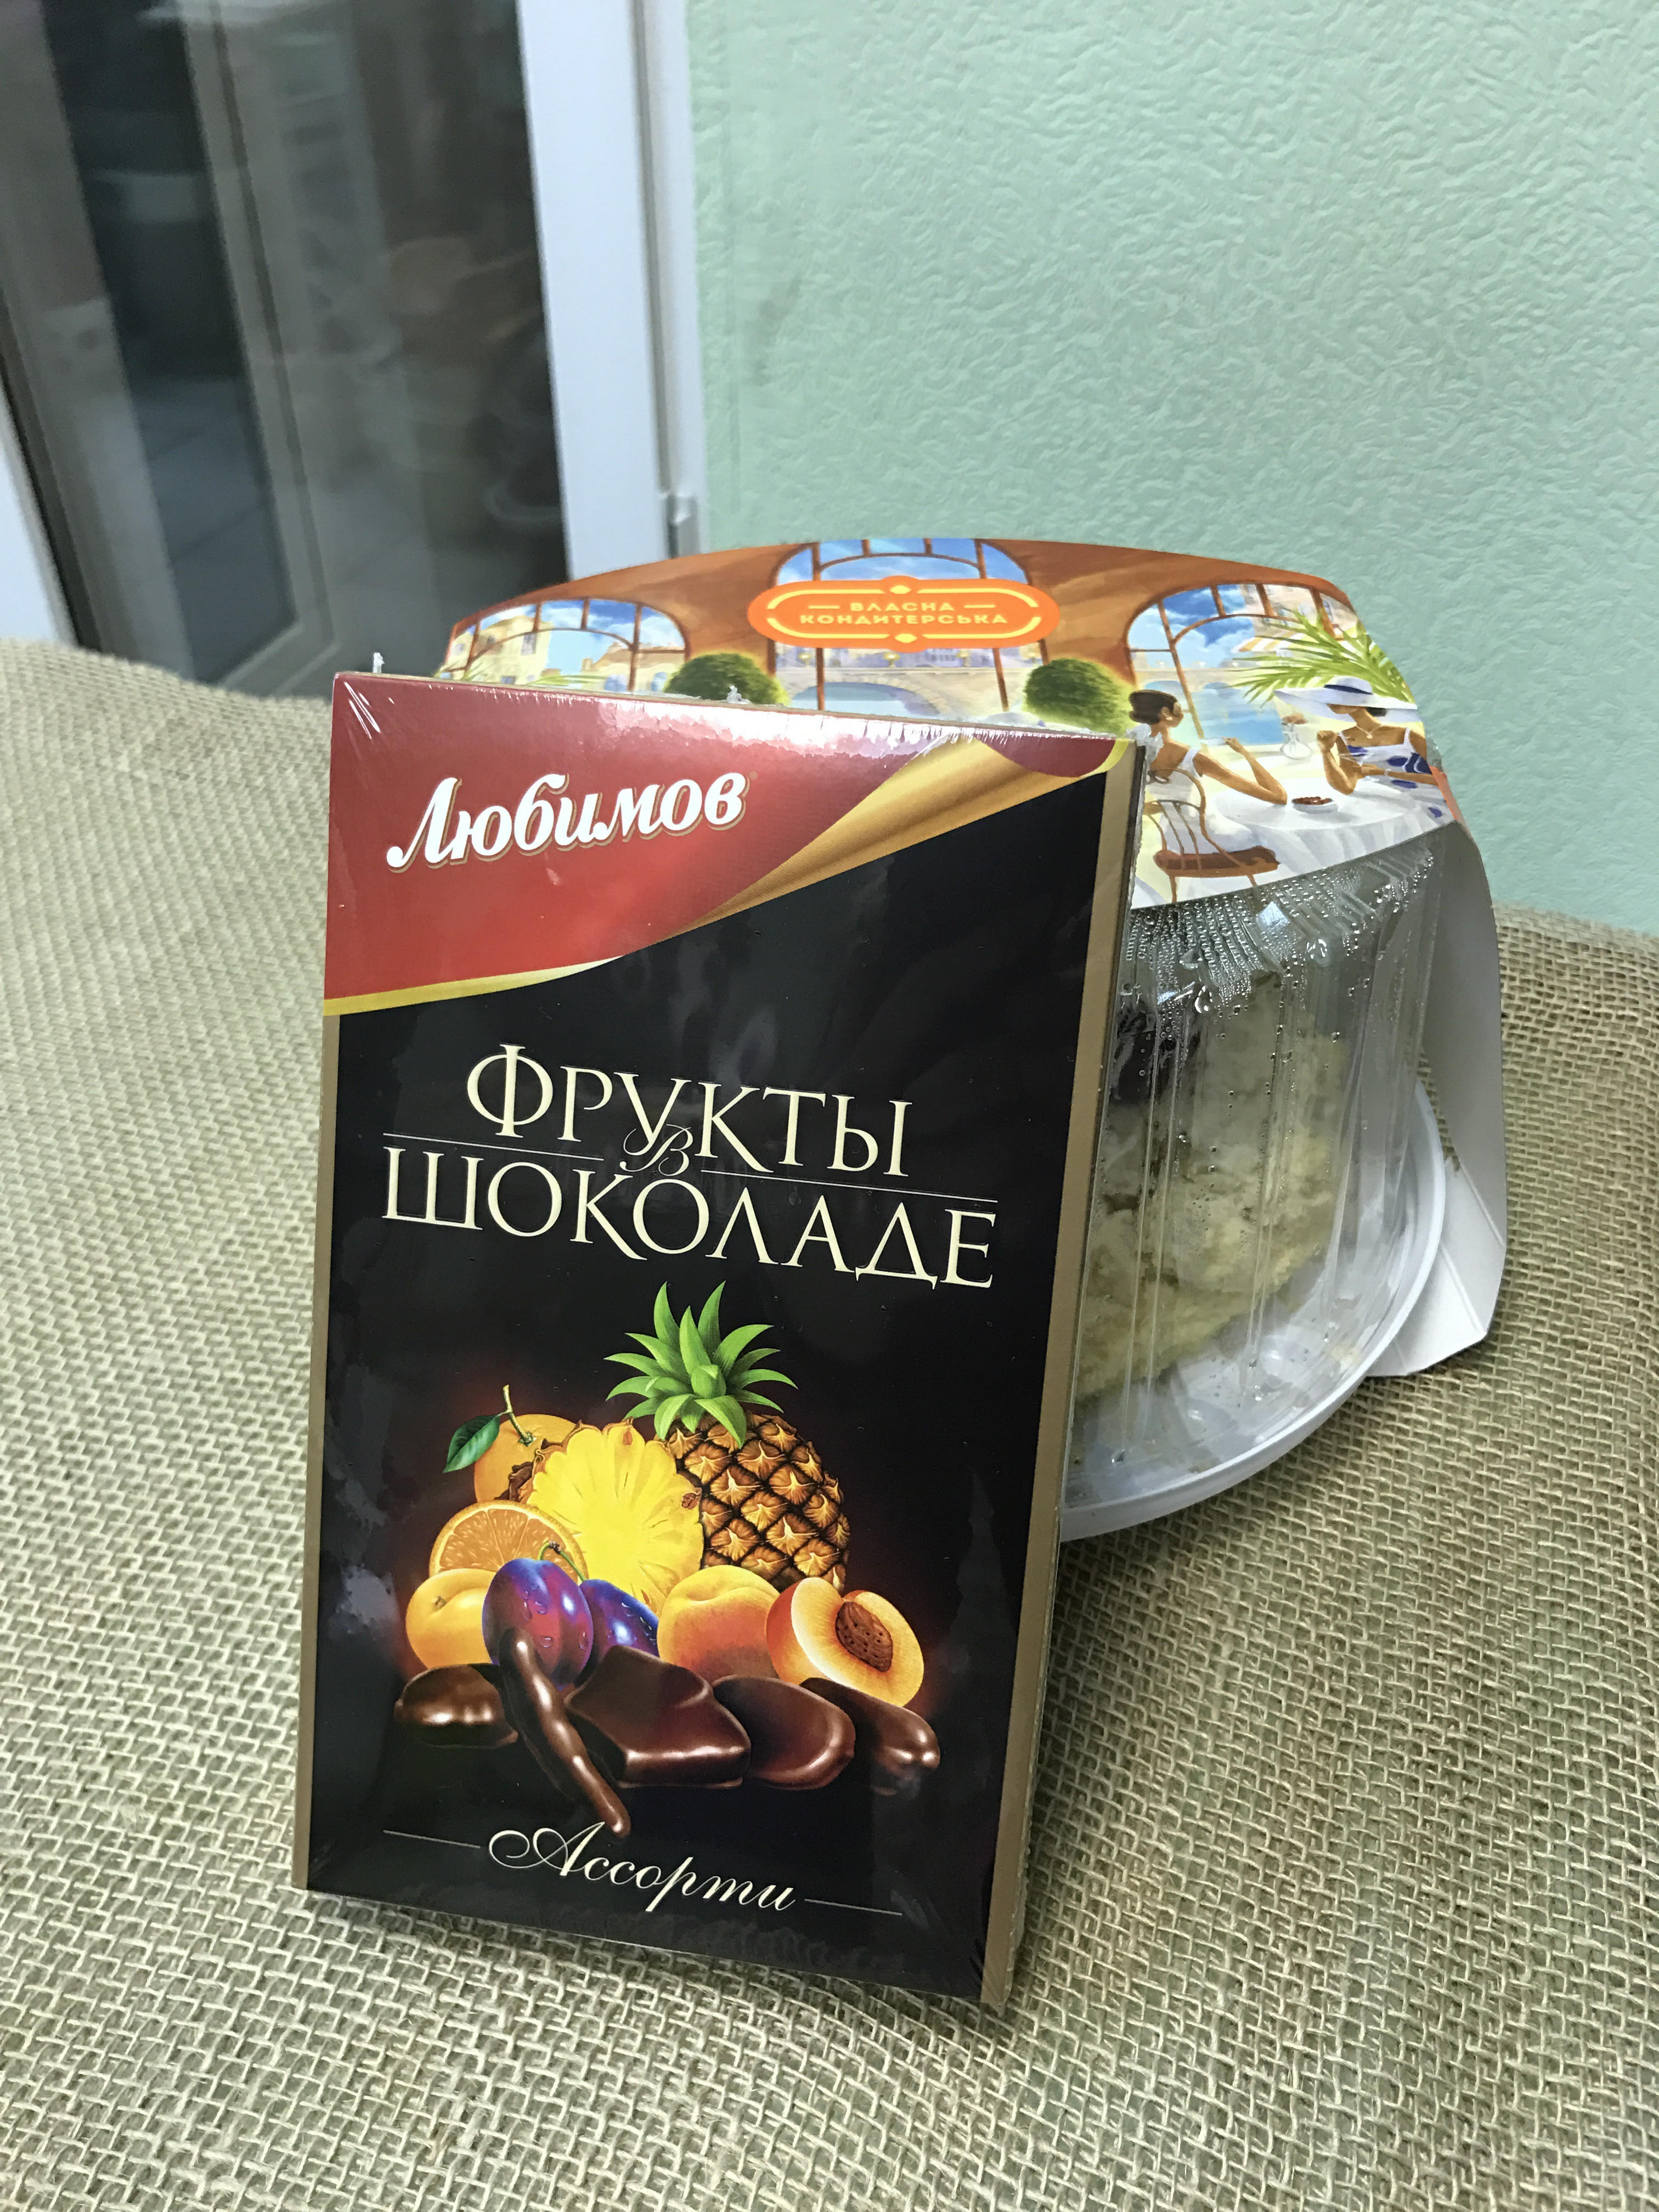 ВЛАСНА
КОНДИТЕРСЬКА
Любимов
ФРУКТЫ
В
ШОКОЛАДЕ
Ассорти